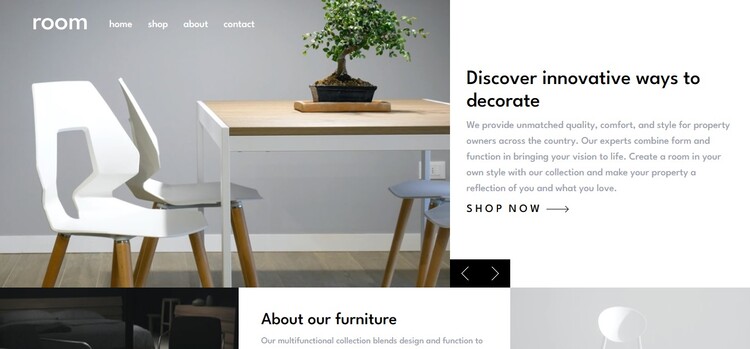 room
home shop about contact
Discover innovative ways to
decorate
We provide unmatched quality, comfort, and style for property
owners across the country. Our experts combine form and
function in bringing your vision to life. Create a room in your
own style with our collection and make your property a
reflection of you and what you love.
SHOP NOW
About our furniture
Our multifunctional collection blends design and function to